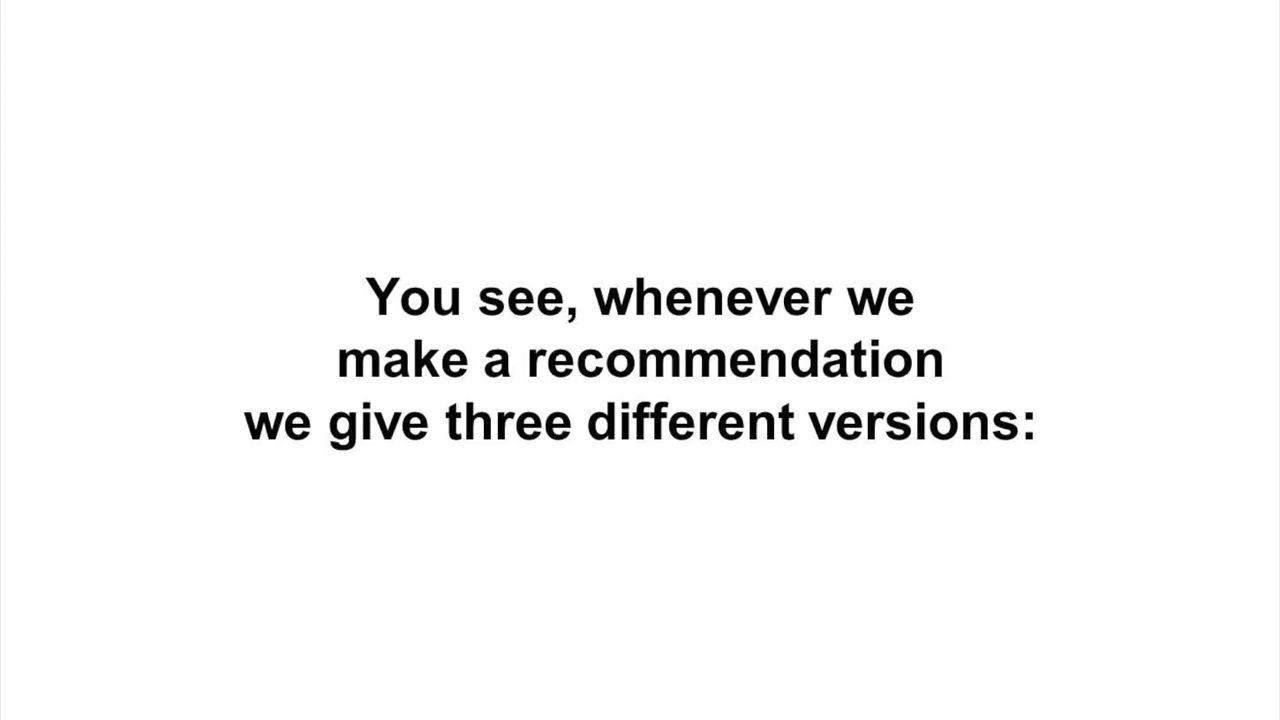 You see, whenever we
make a recommendation
we give three different versions: